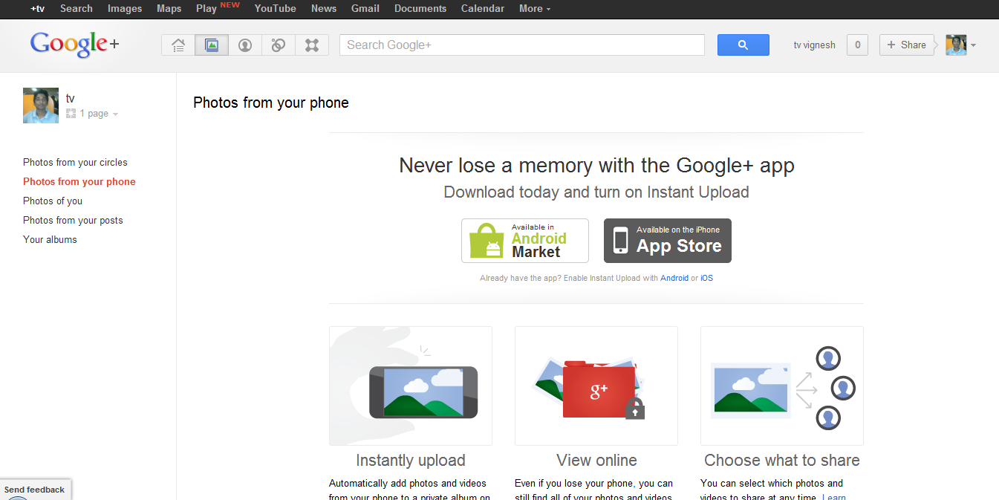 +tv Search Images Maps Play NEW YouTube News Gmail Documents Calendar More
Google+
Search Google+
tv vignesh
0
+ Share
tv
1 page
Photos from your circles
Photos from your phone
Photos of you
Photos from your posts
Your albums
Photos from your phone
Never lose a memory with the Google+ app
Download today and turn on Instant Upload
Available in
Android
Market
Available on the iPhone
App Store
Already have the app? Enable Instant Upload with Android or iOS
g+
Instantly upload
Automatically add photos and videos
from your phone to a private album on
View online
Even if you lose your phone, you can
still find all of your photos and videos
Choose what to share
You can select which photos and
videos to share at any time. Learn
Send feedback